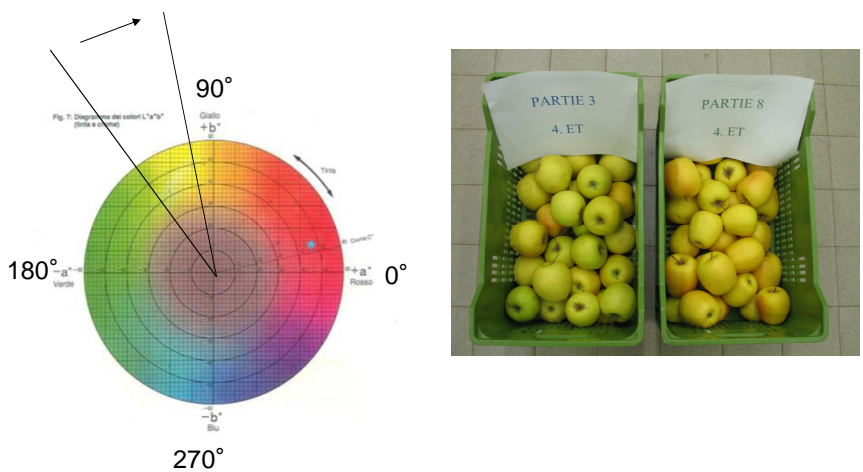 90°
Fig. 7: Diagramma dei colori L*a*b*
(tinta e croma)
Giallo
+b*
Tinta
Croma C*
180°
-a*
Verde
+a*
Rosso
0°
-b*
Blu
270°
PARTIE 3
4. ET
PARTIE 8
4. ET